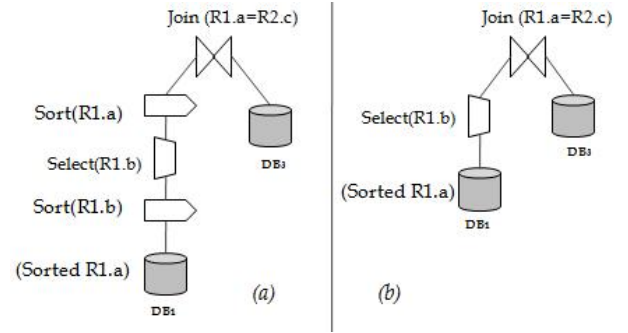 Join (R1.a=R2.c)
Sort(R1.a)
Select(R1.b)
DB3
Sort(R1.b)
(Sorted R1.a)
DB1
(a)
Join (R1.a=R2.c)
Select(R1.b)
DB3
(Sorted R1.a)
DB1
(b)